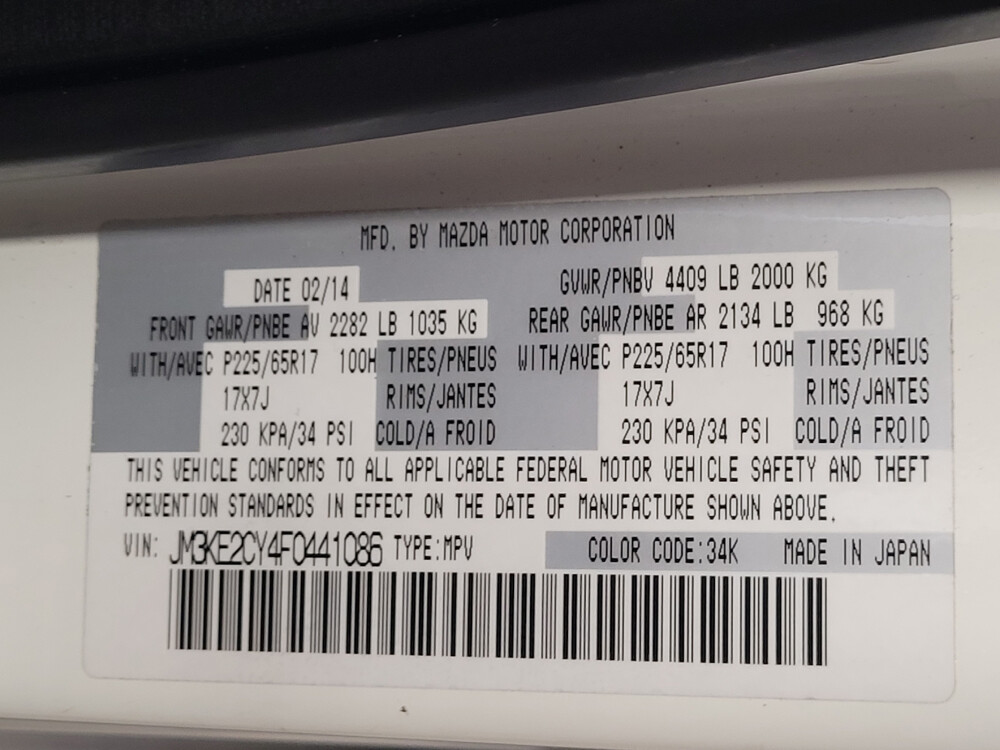 MFD. BY MAZDA MOTOR CORPORATION
DATE 02/14 GVWR/PNBV 4409 LB 2000 KG
FRONT GAWR/PNBE AV 2282 LB 1035 KG REAR GAWR/PNBE AR 2134 LB 968 KG
WITH/AVEC P225/65R17 100H TIRES/PNEUS WITH/AVEC P225/65R17 100H TIRES/PNEUS
17X7J RIMS/JANTES 17X7J RIMS/JANTES
230 KPA/34 PSI COLD/A FROID 230 KPA/34 PSI COLD/A FROID
THIS VEHICLE CONFORMS TO ALL APPLICABLE FEDERAL MOTOR VEHICLE SAFETY AND THEFT
PREVENTION STANDARDS IN EFFECT ON THE DATE OF MANUFACTURE SHOWN ABOVE.
VIN: JM3KE2CY4F0441086 TYPE:MPV COLOR CODE:34K MADE IN JAPAN